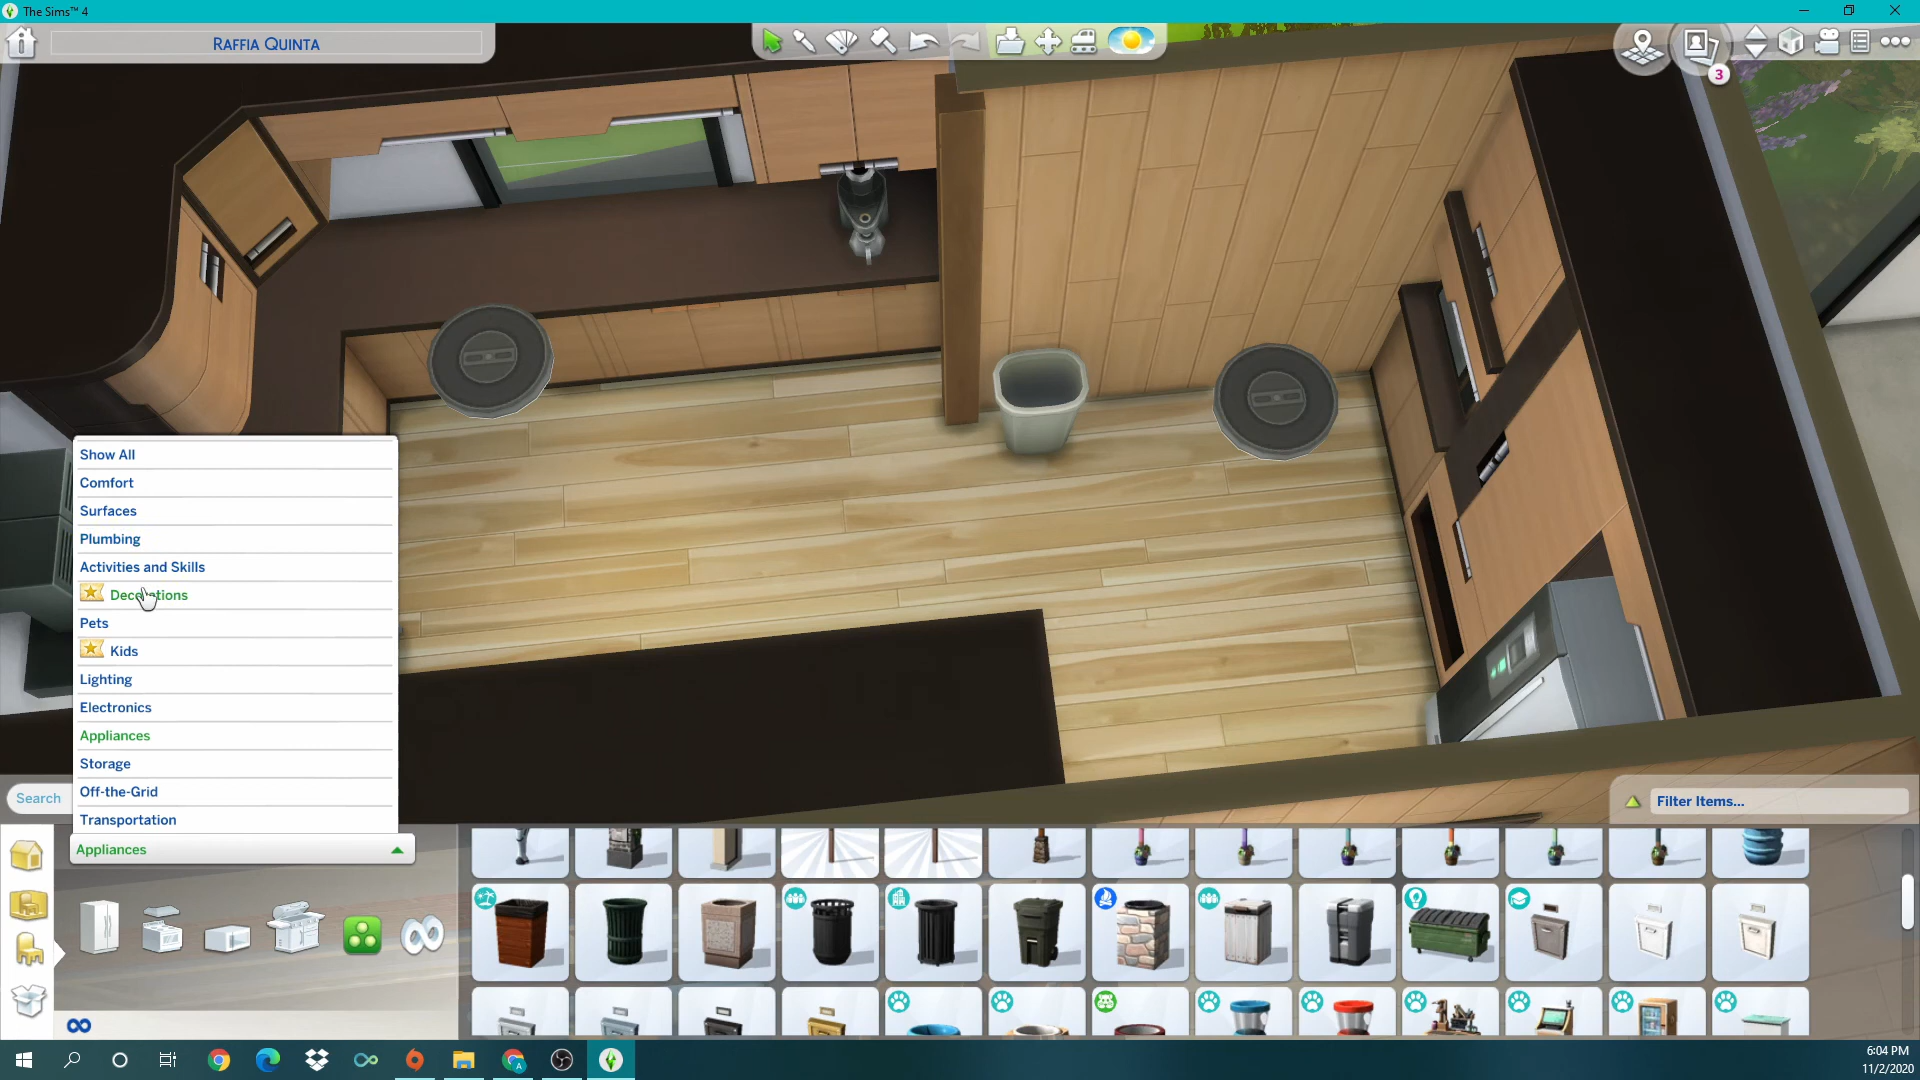 The Sims™ 4
RAFFIA QUINTA
3
Show All
Comfort
Surfaces
Plumbing
Activities and Skills
Decorations
Pets
Kids
Lighting
Electronics
Appliances
Storage
Off-the-Grid
Transportation
Search
Filter Items...
Appliances
6:04 PM
11/2/2020